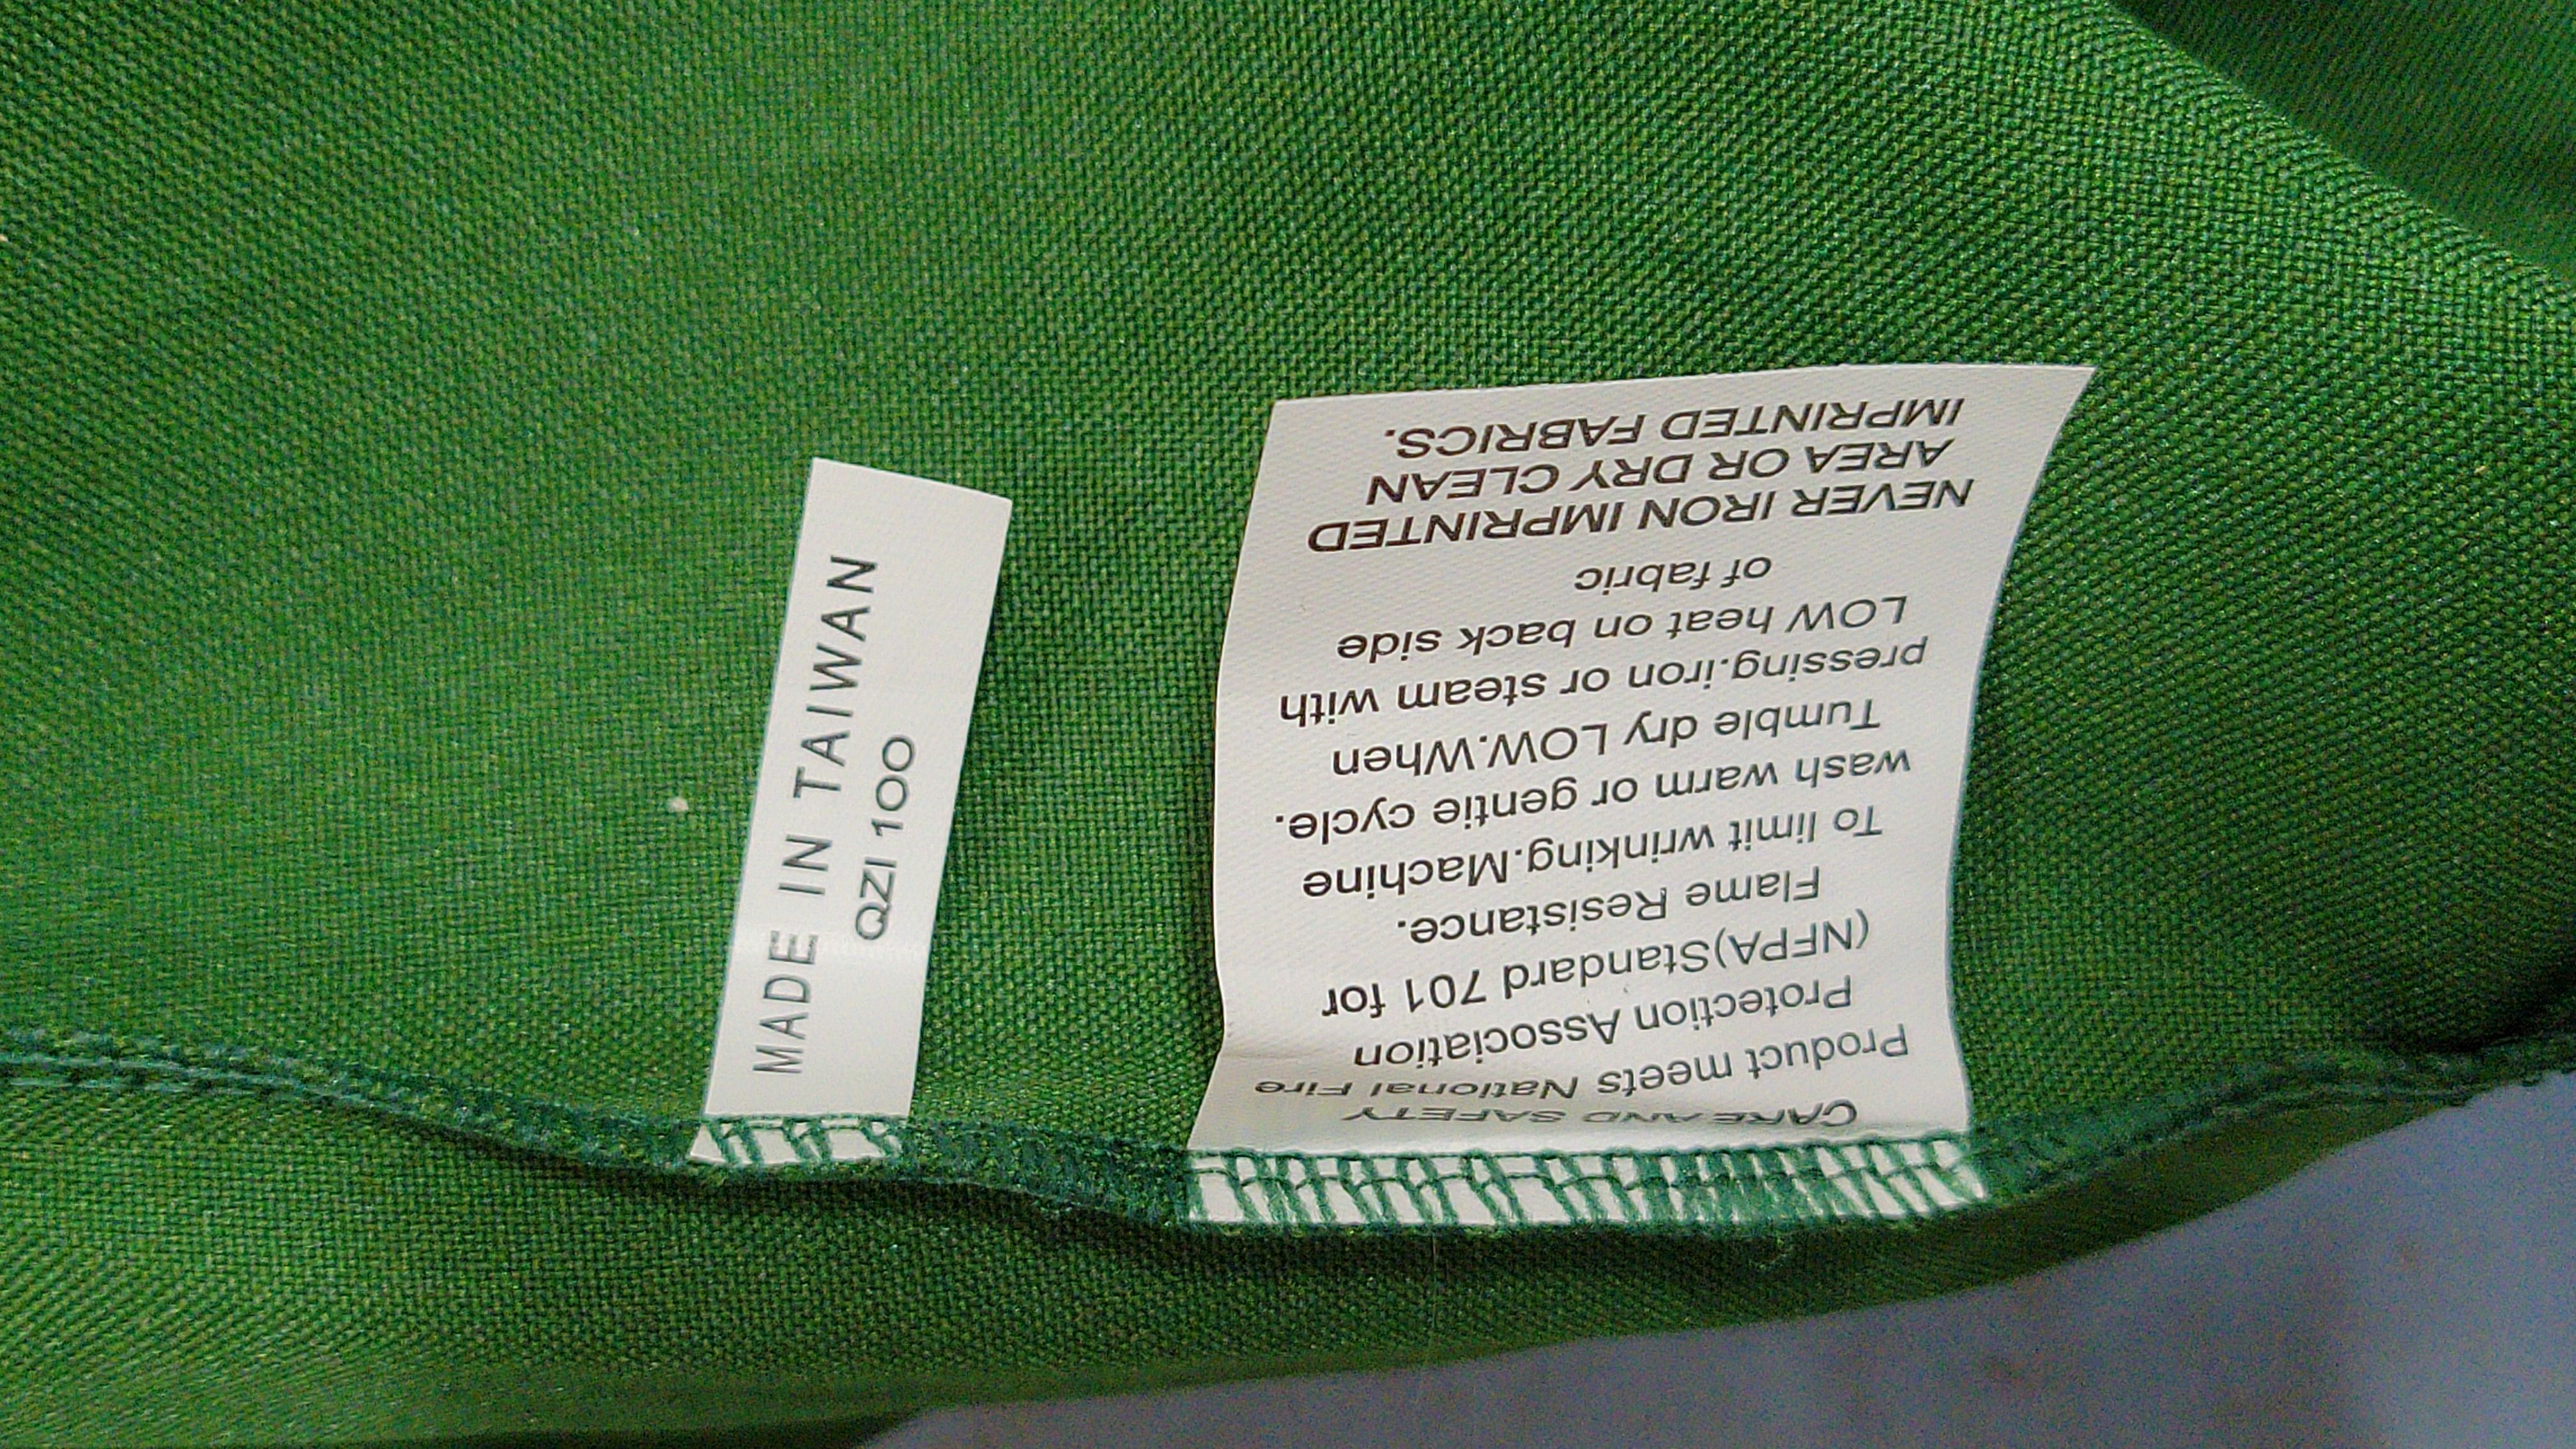 MADE IN TAIWAN
QZI 100
CARE AND SAFETY
Product meets National Fire
Protection Association
(NFPA)Standard 701 for
Flame Resistance.
To limit wrinking.Machine
wash warm or gentie cycle.
Tumble dry LOW.When
pressing.iron or steam with
LOW heat on back side
of fabric
NEVER IRON IMPRINTED
AREA OR DRY CLEAN
IMPRINTED FABRICS.